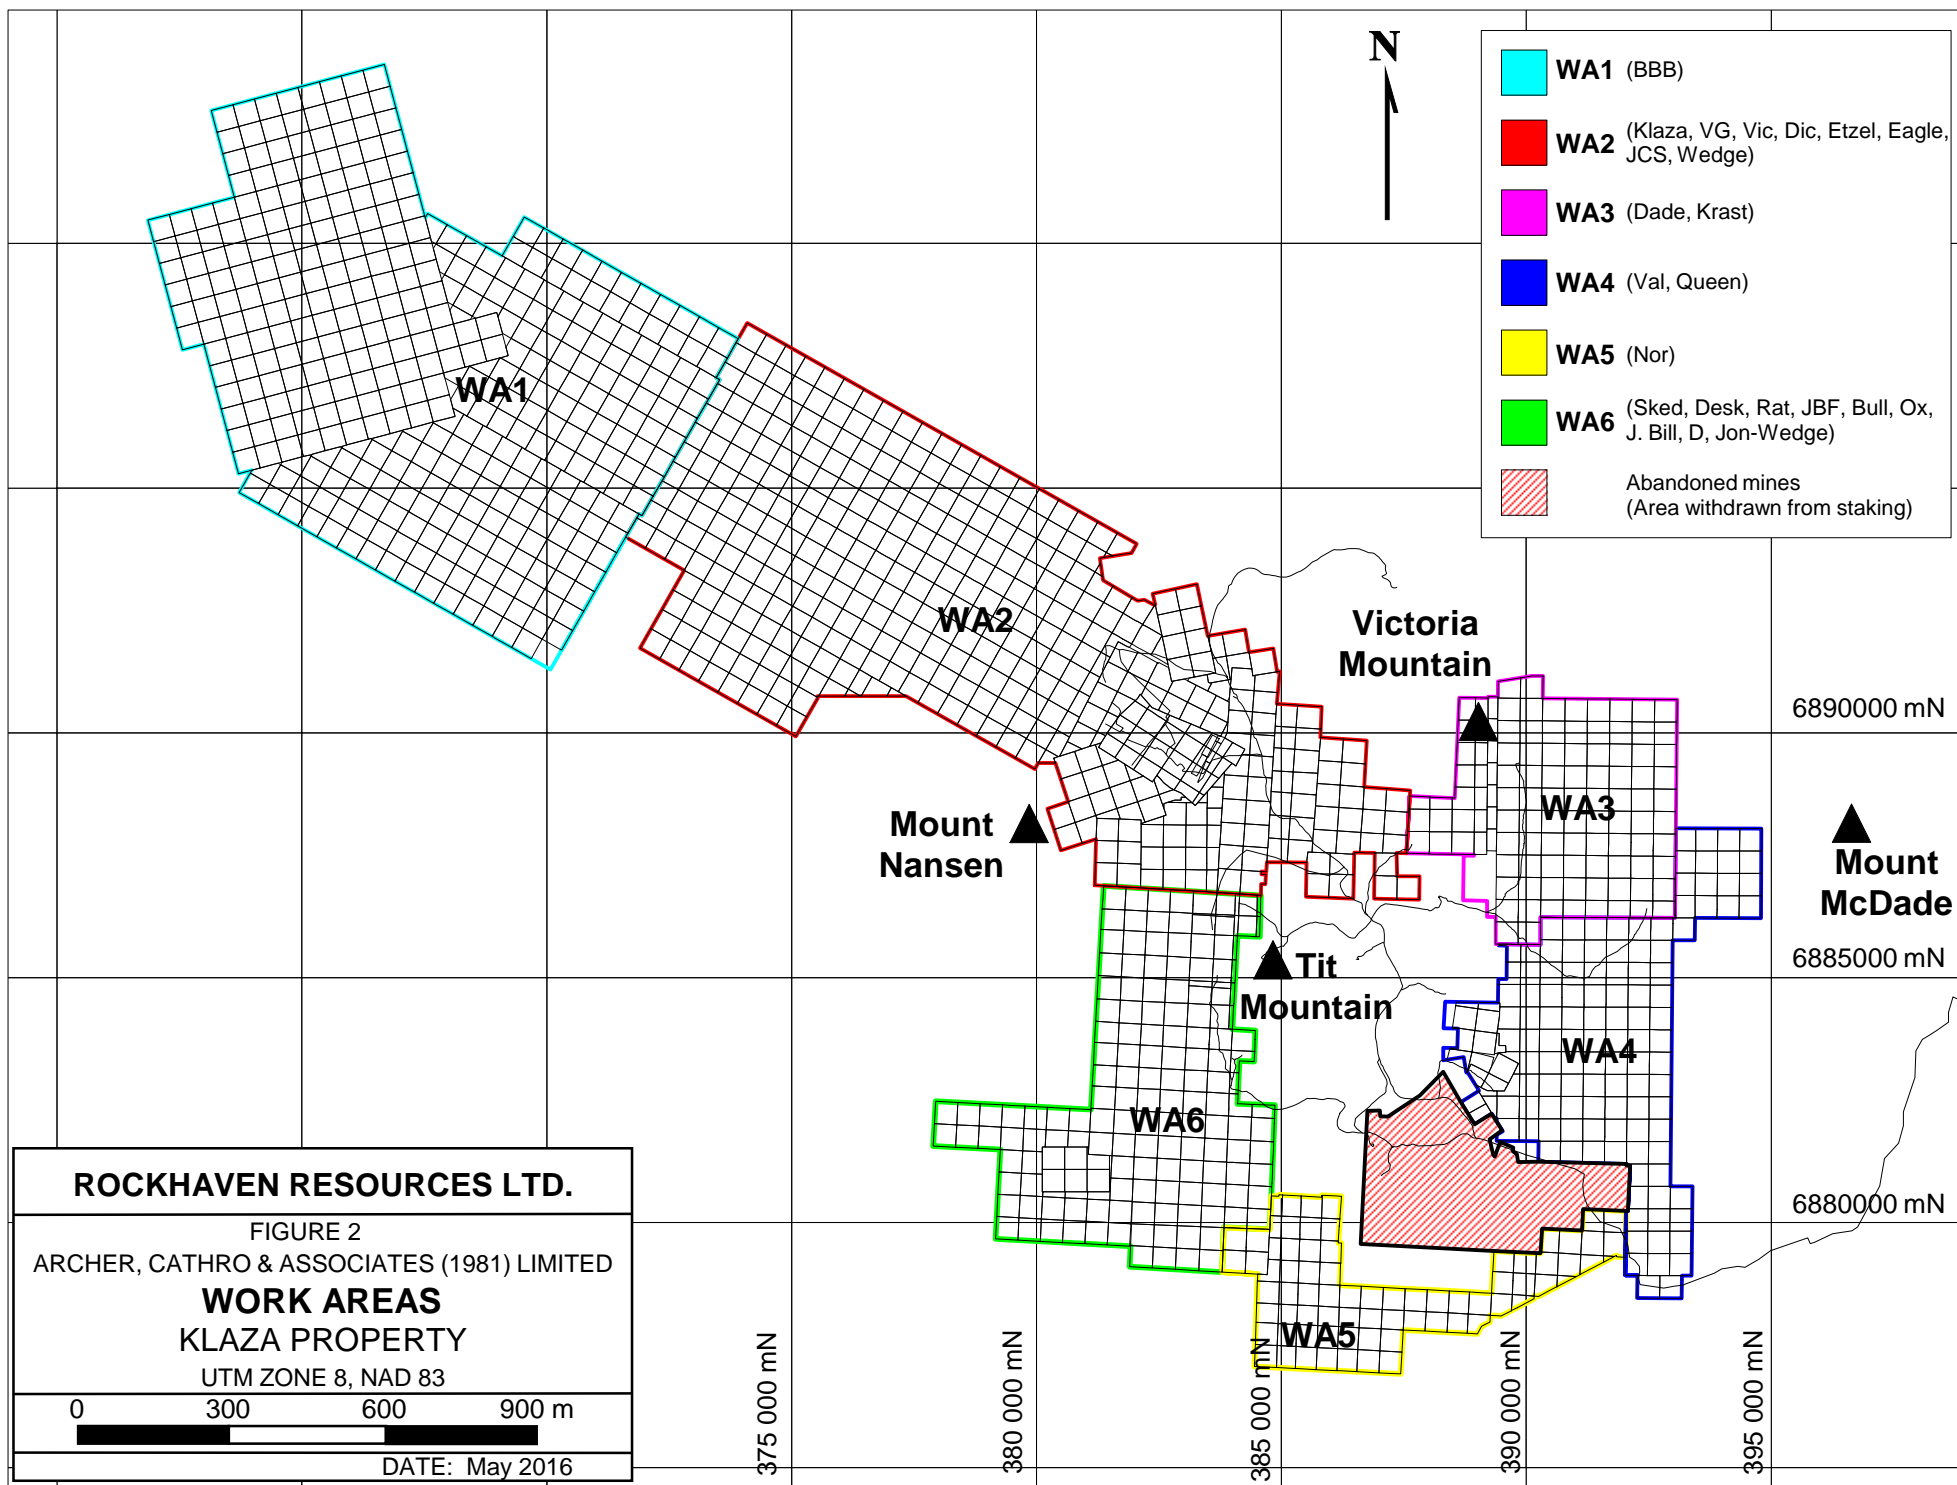 N
WA1 (BBB)
WA2 (Klaza, VG, Vic, Dic, Etzel, Eagle,
JCS, Wedge)
WA3 (Dade, Krast)
WA4 (Val, Queen)
WA5 (Nor)
WA6 (Sked, Desk, Rat, JBF, Bull, Ox,
J. Bill, D, Jon-Wedge)
Abandoned mines
(Area withdrawn from staking)
WA1
WA2
Victoria
Mountain
6890000 mN
WA3
Mount
Nansen
Mount
McDade
6885000 mN
Tit
Mountain
WA4
WA6
6880000 mN
WA5
375 000 mN
380 000 mN
385 000 mN
390 000 mN
395 000 mN
ROCKHAVEN RESOURCES LTD.
FIGURE 2
ARCHER, CATHRO & ASSOCIATES (1981) LIMITED
WORK AREAS
KLAZA PROPERTY
UTM ZONE 8, NAD 83
0 300 600 900 m
DATE: May 2016